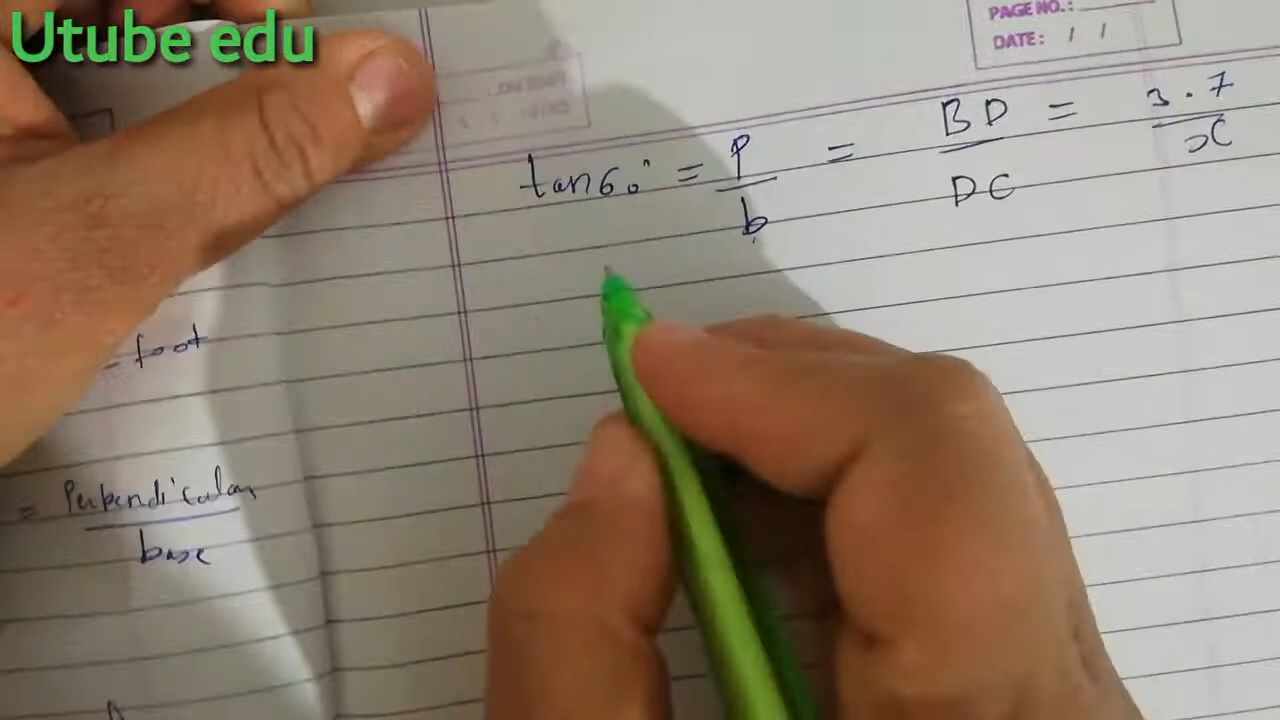 Utube edu
PAGE NO.:
DATE: / /
tan60° = P/b = BD/DC = 3.7/x
= foot
= Perpendicular
base